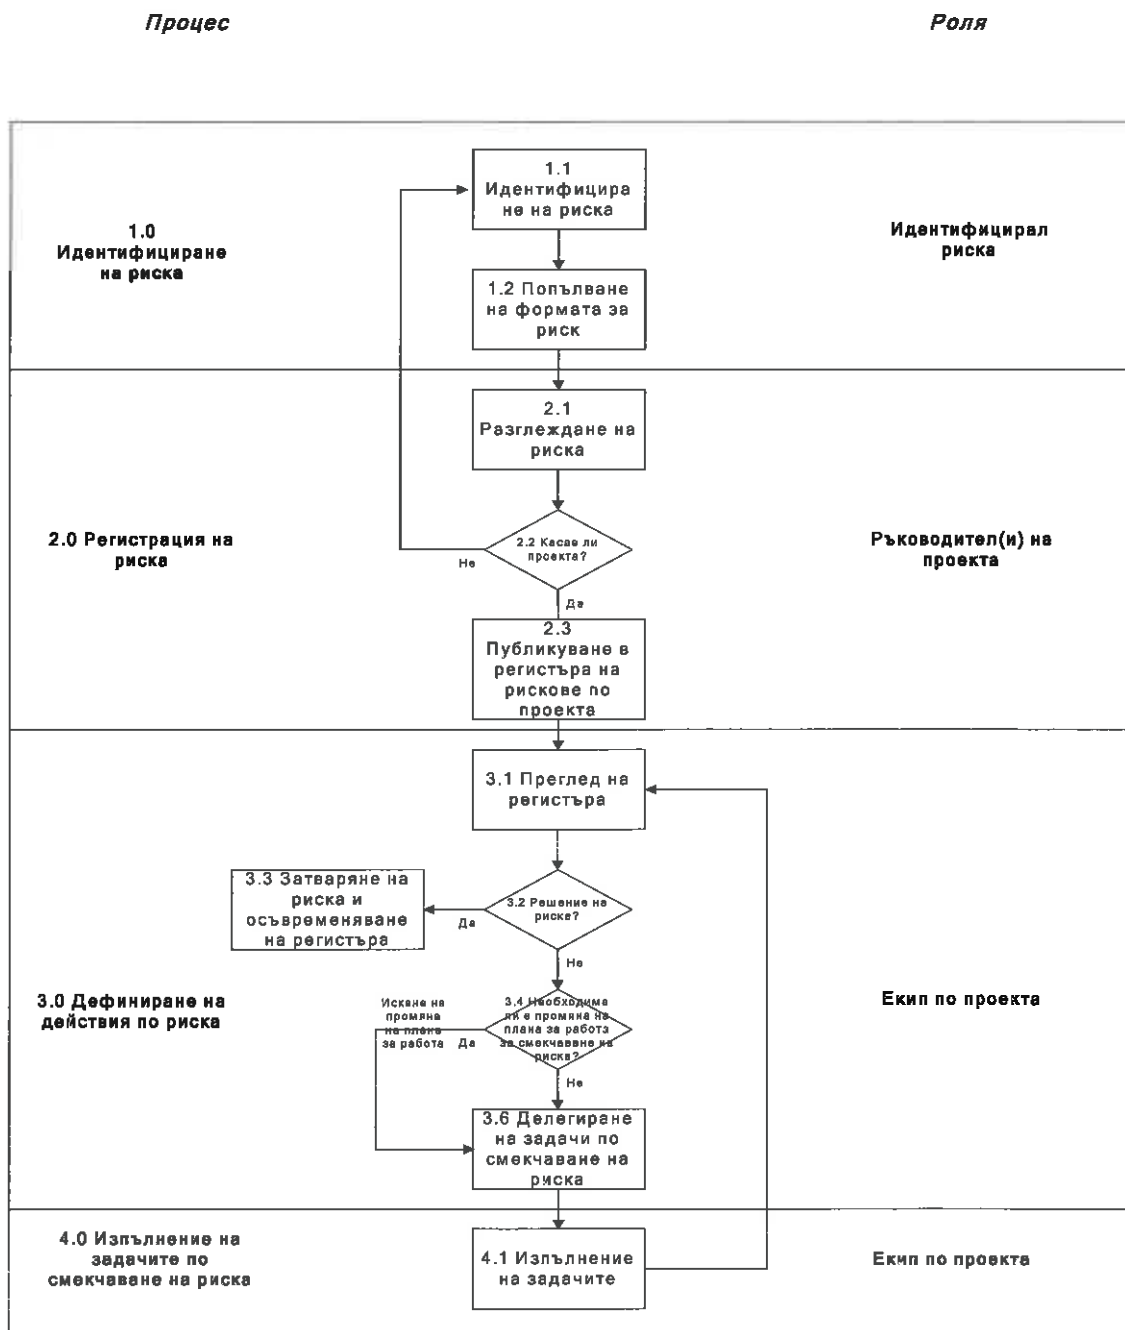 Процес
Роля
1.0
Идентифициране
на риска
1.1
Идентифицира
не на риска
1.2 Попълване
на формата за
риск
Идентифицирал
риска
2.0 Регистрация на
риска
2.1
Разглеждане на
риска
2.2 Касае ли
проекта?
Не
Да
2.3
Публикуване в
регистъра на
рискове по
проекта
Ръководител(и) на
проекта
3.0 Дефиниране на
действия по риска
3.1 Преглед на
регистъра
3.2 Решение на
риска?
Да
3.3 Затваряне на
риска и
осъвременяване
на регистъра
Не
3.4 Необходима
ли е промяна на
плана за работа
за смекчаване на
риска?
Искане на
промяна
на плана
за работа
Да
Не
3.6 Делегиране
на задачи по
смекчаване на
риска
Екип по проекта
4.0 Изпълнение на
задачите по
смекчаване на риска
4.1 Изпълнение
на задачите
Екип по проекта